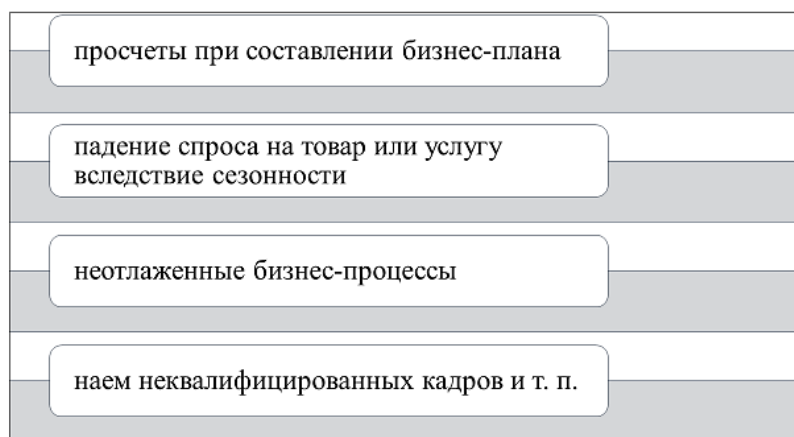 просчеты при составлении бизнес-плана
падение спроса на товар или услугу
вследствие сезонности
неотлаженные бизнес-процессы
наем неквалифицированных кадров и т. п.